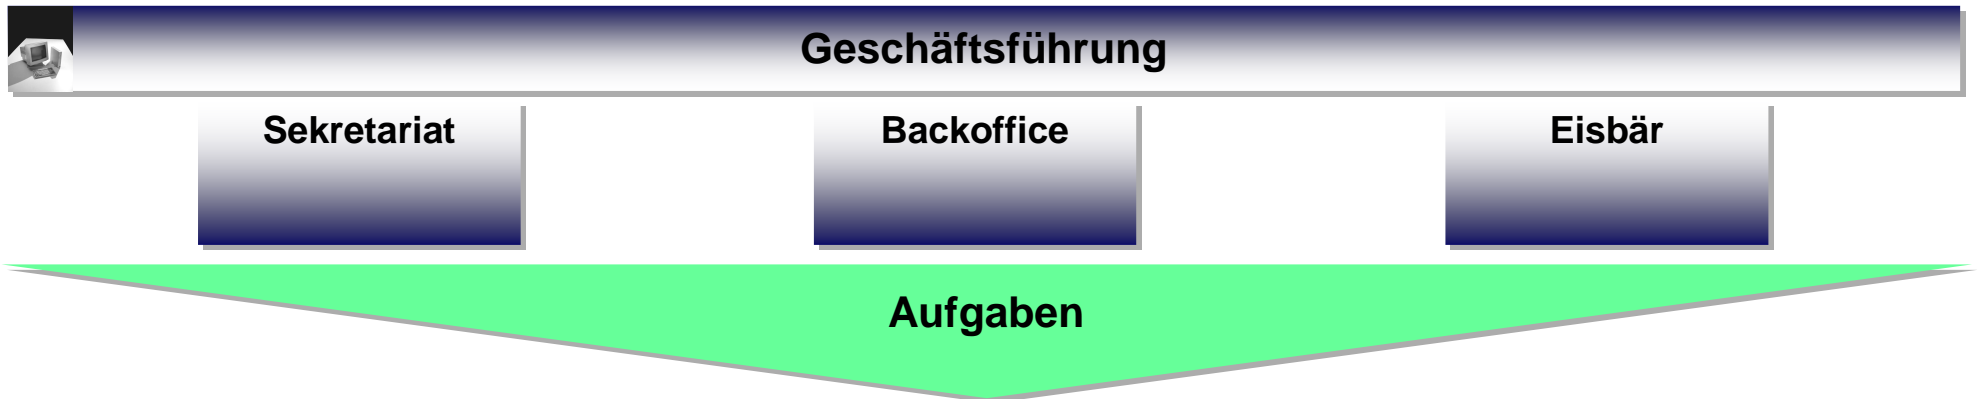 Geschäftsführung
Sekretariat
Backoffice
Eisbär
Aufgaben